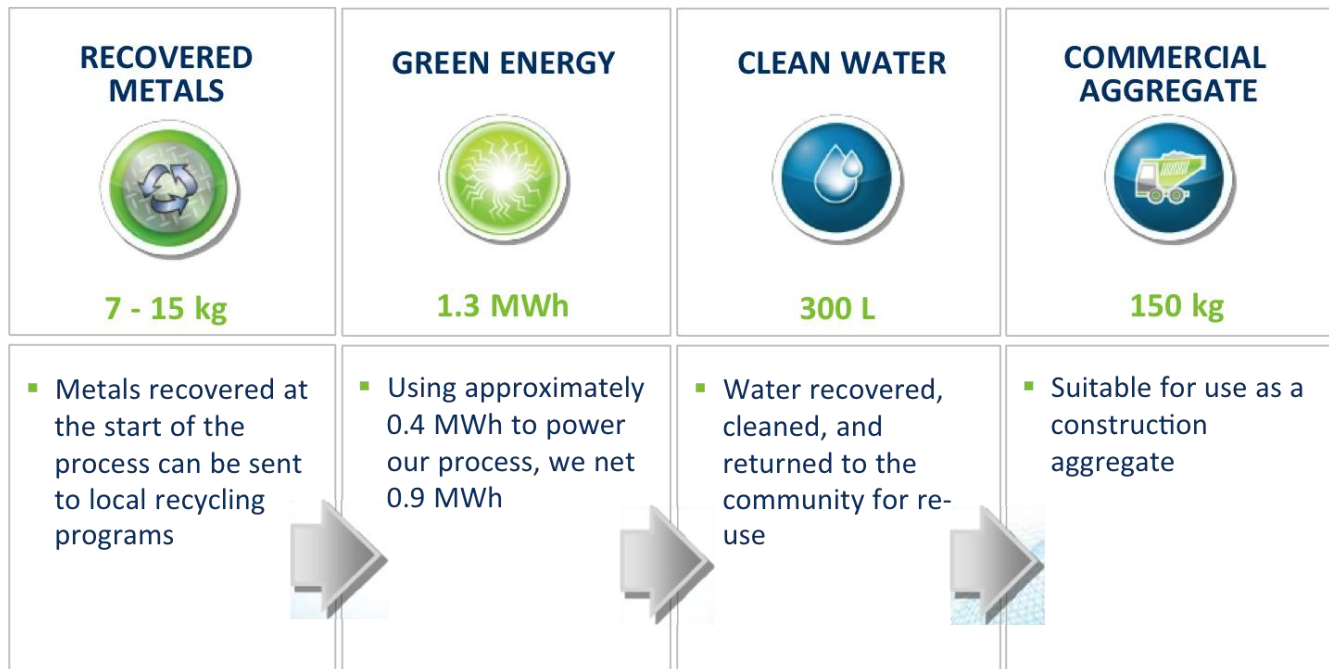 RECOVERED
METALS
7 - 15 kg
GREEN ENERGY
1.3 MWh
CLEAN WATER
300 L
COMMERCIAL
AGGREGATE
150 kg
▪ Metals recovered at
the start of the
process can be sent
to local recycling
programs
▪ Using approximately
0.4 MWh to power
our process, we net
0.9 MWh
▪ Water recovered,
cleaned, and
returned to the
community for re-
use
▪ Suitable for use as a
construction
aggregate